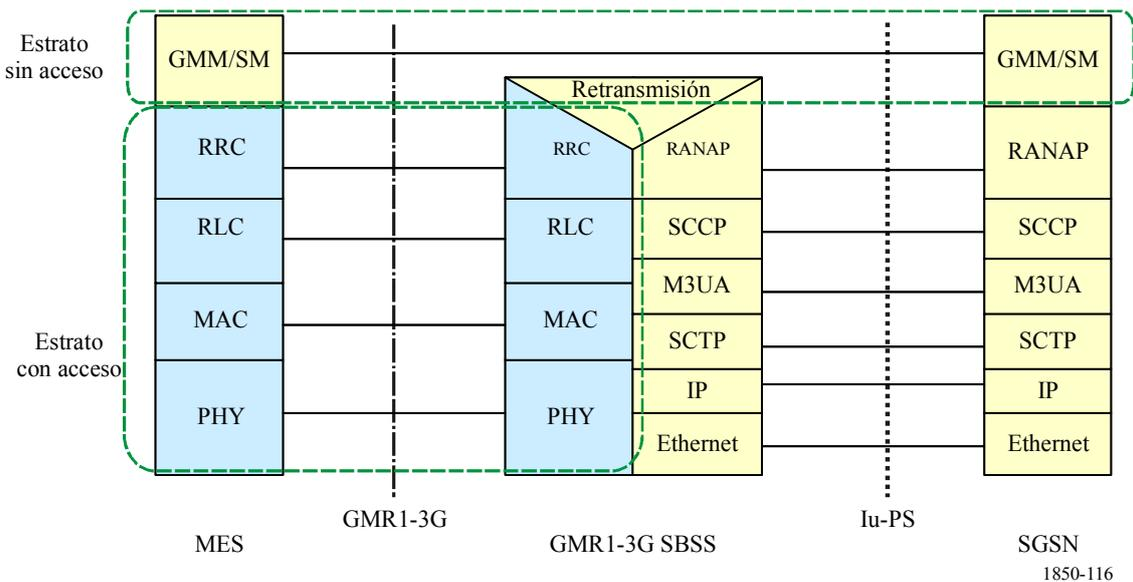 Estrato
sin acceso
GMM/SM
GMM/SM
Retransmisión
RRC
RRC
RANAP
RANAP
RLC
RLC
SCCP
SCCP
M3UA
M3UA
MAC
MAC
SCTP
SCTP
Estrato
con acceso
IP
IP
PHY
PHY
Ethernet
Ethernet
GMR1-3G
Iu-PS
MES
GMR1-3G SBSS
SGSN
1850-116